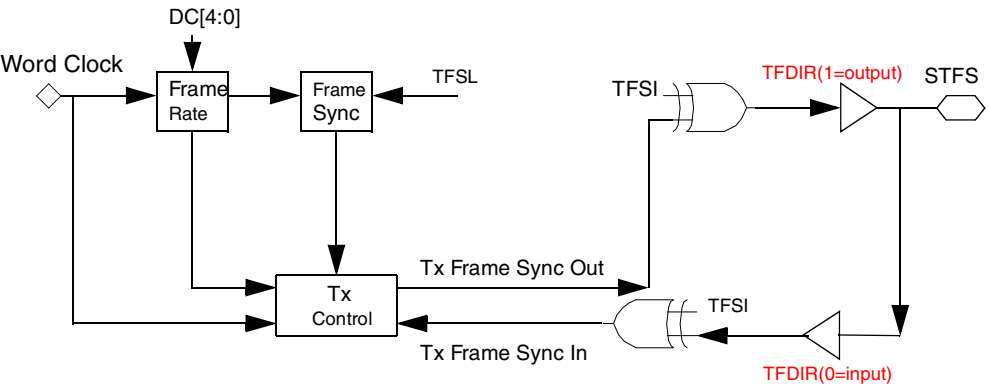 DC[4:0]
Word Clock
Frame
Rate
Frame
Sync
TFSL
TFSI
TFDIR(1=output)
STFS
Tx Frame Sync Out
Tx
Control
TFSI
Tx Frame Sync In
TFDIR(0=input)